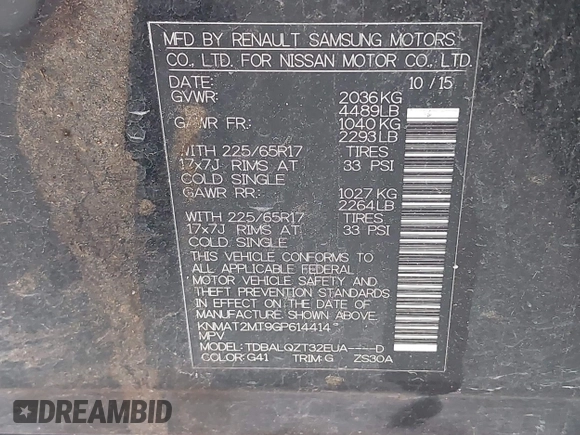 MFD BY RENAULT SAMSUNG MOTORS
CO., LTD. FOR NISSAN MOTOR CO., LTD.
DATE: 10 / 15
GVWR: 2036 KG
4489 LB
GAWR FR: 1040 KG
2293 LB
WITH 225/65R17 TIRES
17x7J RIMS AT 33 PSI
COLD SINGLE
GAWR RR: 1027 KG
2264 LB
WITH 225/65R17 TIRES
17x7J RIMS AT 33 PSI
COLD SINGLE
THIS VEHICLE CONFORMS TO
ALL APPLICABLE FEDERAL
MOTOR VEHICLE SAFETY AND
THEFT PREVENTION STANDARDS
IN EFFECT ON THE DATE OF
MANUFACTURE SHOWN ABOVE.
KNMAT2MT9GP614414
MPV
MODEL: TDBALQZT32EUA----D
COLOR: G41 - TRIM: G ZS30A
DREAMBID